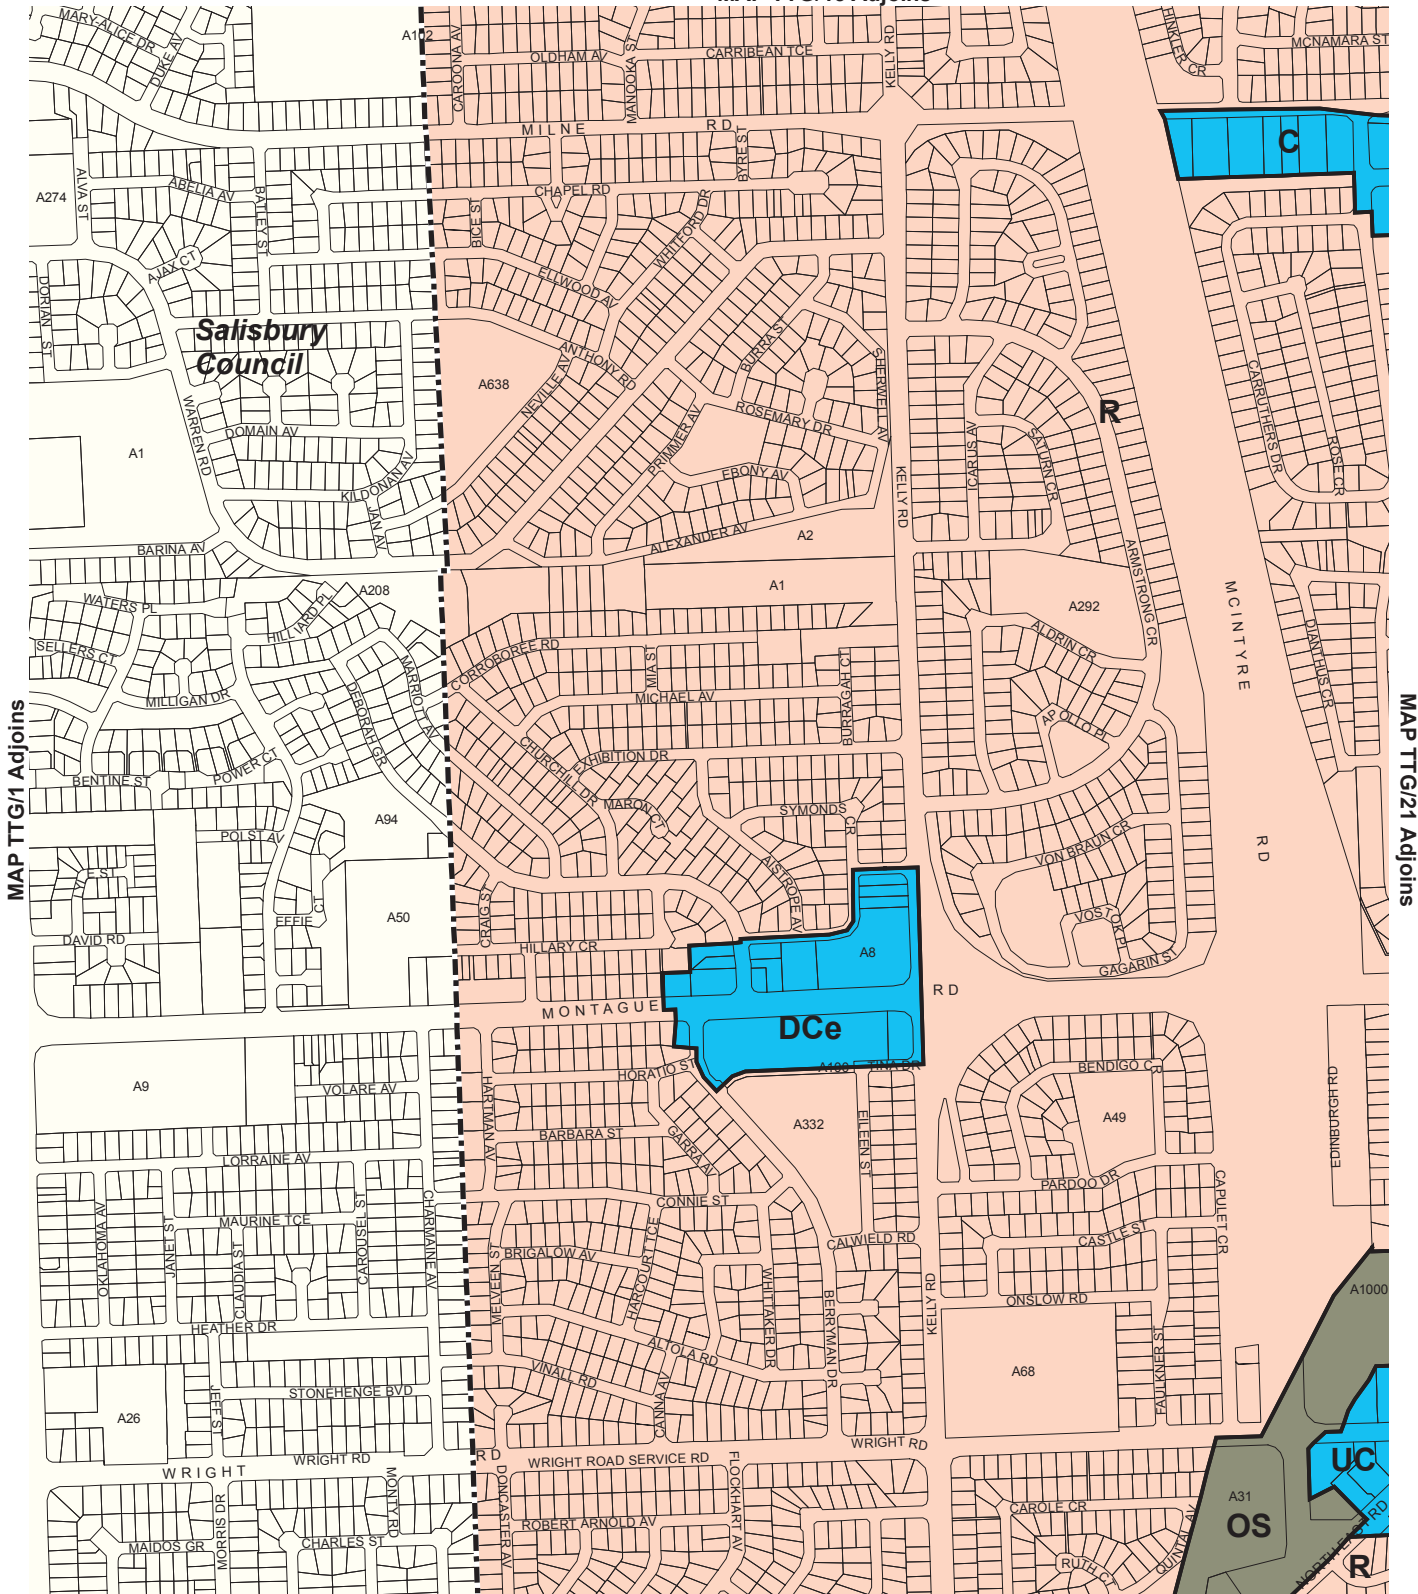 MARY-ALICE DR
DUKE AV
A102
CAROONA AV
OLDHAM AV
MANOOKA ST
CARRIBEAN TCE
KELLY RD
HINKLER CR
MCNAMARA ST
MILNE RD
BYRE ST
C
A274
ALVA ST
ABELIA AV
BAILEY ST
CHAPEL RD
BICE ST
WHITFORD DR
AJAX CT
ELLWOOD AV
DORIAN ST
Salisbury
Council
ANTHONY RD
BURRA ST
SHERWELL AV
A638
NEVILLE AV
R
CARRUTHERS DR
WARREN RD
DOMAIN AV
PRIMMER AV
ROSEMARY DR
ICARUS AV
SATURN CR
ROSE CR
A1
KILDONAN AV
EBONY AV
KELLY RD
JAN AV
BARINA AV
ALEXANDER AV
A2
ARMSTRONG CR
A208
A1
A292
MCINTYRE
RD
WATERS PL
HILLIARD PL
ALDRIN CR
DIANTHUS CR
SELLERS CT
CORROBOREE RD
MIA ST
BURRAGAH CT
MARRIOTT AV
MILLIGAN DR
DEBORAH GR
MICHAEL AV
APOLLO PL
MAP TTG/1 Adjoins
MAP TTG/21 Adjoins
BENTINE ST
POWER CT
CHURCHILL DR
EXHIBITION DR
MARON CT
SYMONDS CR
A94
POLST AV
VON BRAUN CR
AISTROPE AV
EFFIE CT
A50
CRAIG ST
VOSTOK PL
DAVID RD
HILLARY CR
A8
GAGARIN ST
MONTAGUE RD
DCe
TINA DR
HORATIO ST
BENDIGO CR
A9
VOLARE AV
HARTMAN AV
A332
A49
EDINBURGH RD
BARBARA ST
GARRA AV
EILEEN ST
LORRAINE AV
PARDOO DR
CAPULET CR
OKLAHOMA AV
JANET ST
MAURINE TCE
CAROUSEL ST
CHARMAINE AV
CONNIE ST
CLAUDIA ST
MELVEEN ST
BRIGALOW AV
HARCOURT TCE
CALWIELD RD
CASTLE ST
WHITTAKER DR
BERRYMAN DR
KELLY RD
ONSLOW RD
A1000
HEATHER DR
ALTOLA RD
FAULKNER ST
VINALL RD
A68
STONEHENGE BVD
JEFF ST
CANNA AV
A26
WRIGHT RD
WRIGHT RD
WRIGHT RD
WRIGHT ROAD SERVICE RD
UC
DONCASTER AV
FLOCKHART AV
MORRIS DR
MONTY RD
CAROLE CR
A31
OS
ROBERT ARNOLD AV
QUINTAL AV
NORTH EAST RD
MAIDOS GR
CHARLES ST
RUTH CT
R